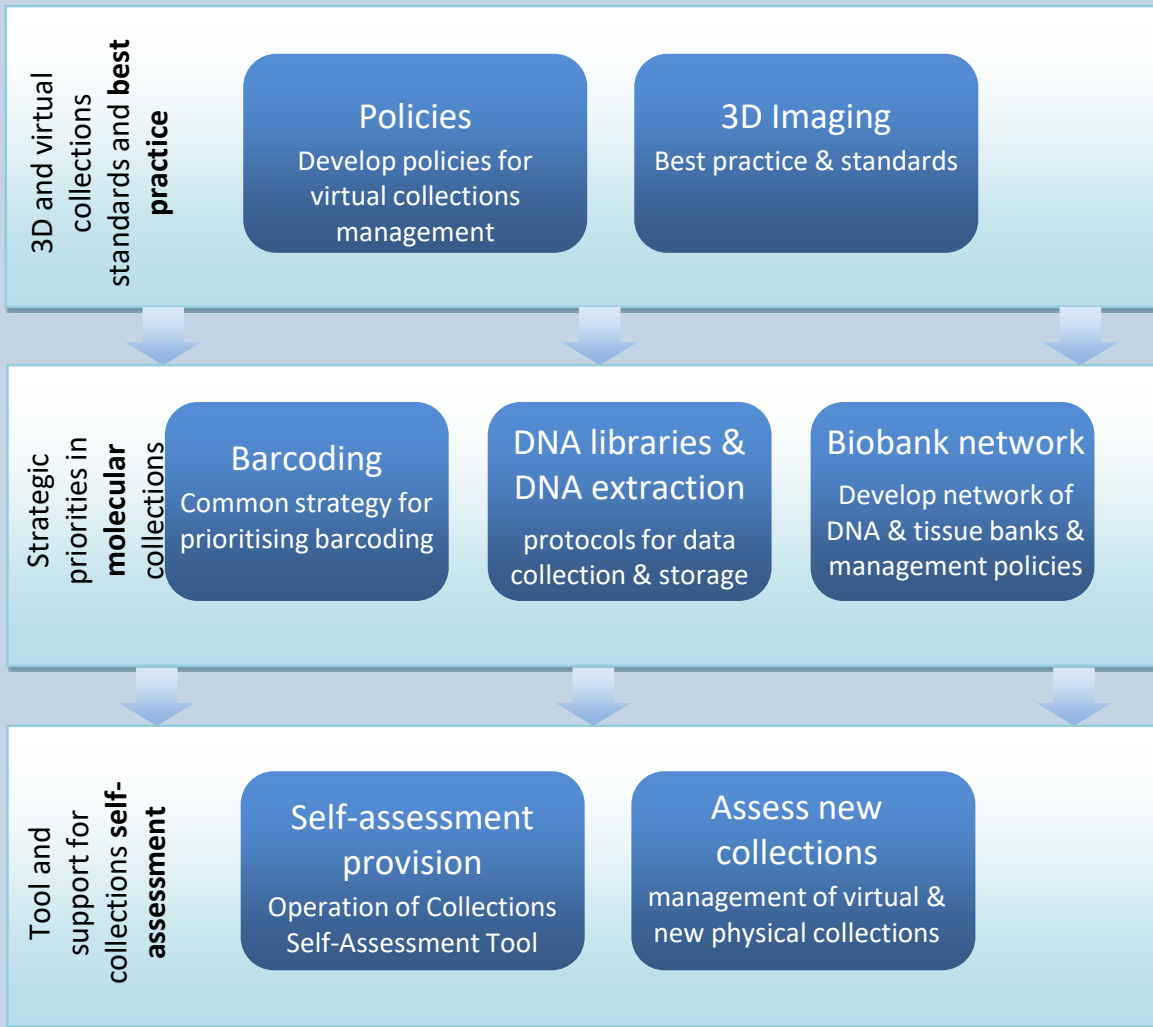 3D and virtual
collections
standards and best
practice
Policies
Develop policies for
virtual collections
management
3D Imaging
Best practice & standards
Strategic
priorities in
molecular
collections
Barcoding
Common strategy for
prioritising barcoding
DNA libraries &
DNA extraction
protocols for data
collection & storage
Biobank network
Develop network of
DNA & tissue banks &
management policies
Tool and
support for
collections self-
assessment
Self-assessment
provision
Operation of Collections
Self-Assessment Tool
Assess new
collections
management of virtual &
new physical collections